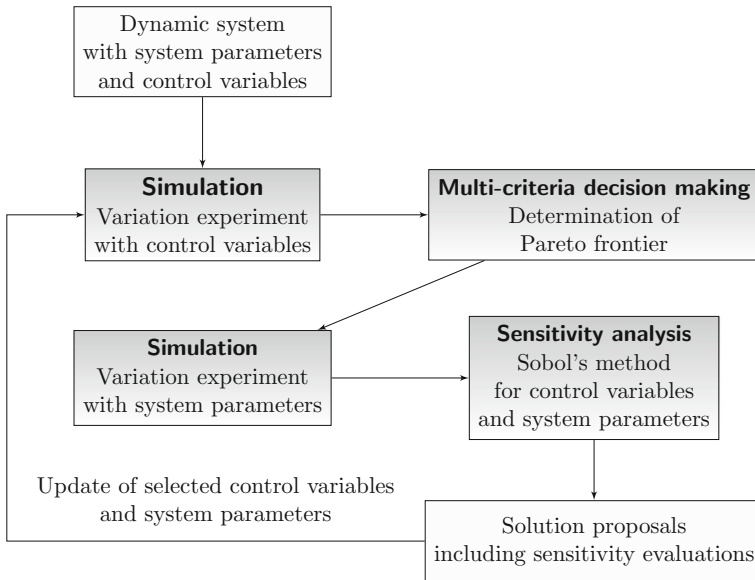 Dynamic system
with system parameters
and control variables
Simulation
Variation experiment
with control variables
Multi-criteria decision making
Determination of
Pareto frontier
Simulation
Variation experiment
with system parameters
Sensitivity analysis
Sobol's method
for control variables
and system parameters
Update of selected control variables
and system parameters
Solution proposals
including sensitivity evaluations